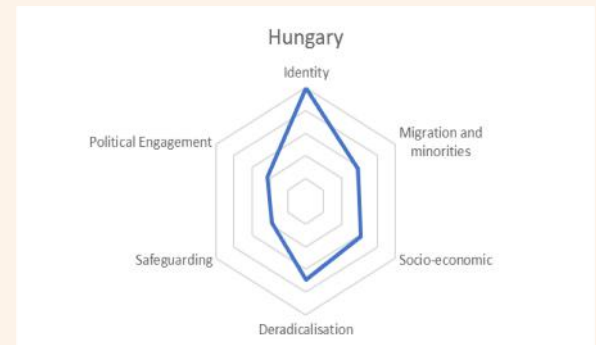 Hungary
Identity
Political Engagement
Migration and
minorities
Safeguarding
Socio-economic
Deradicalisation